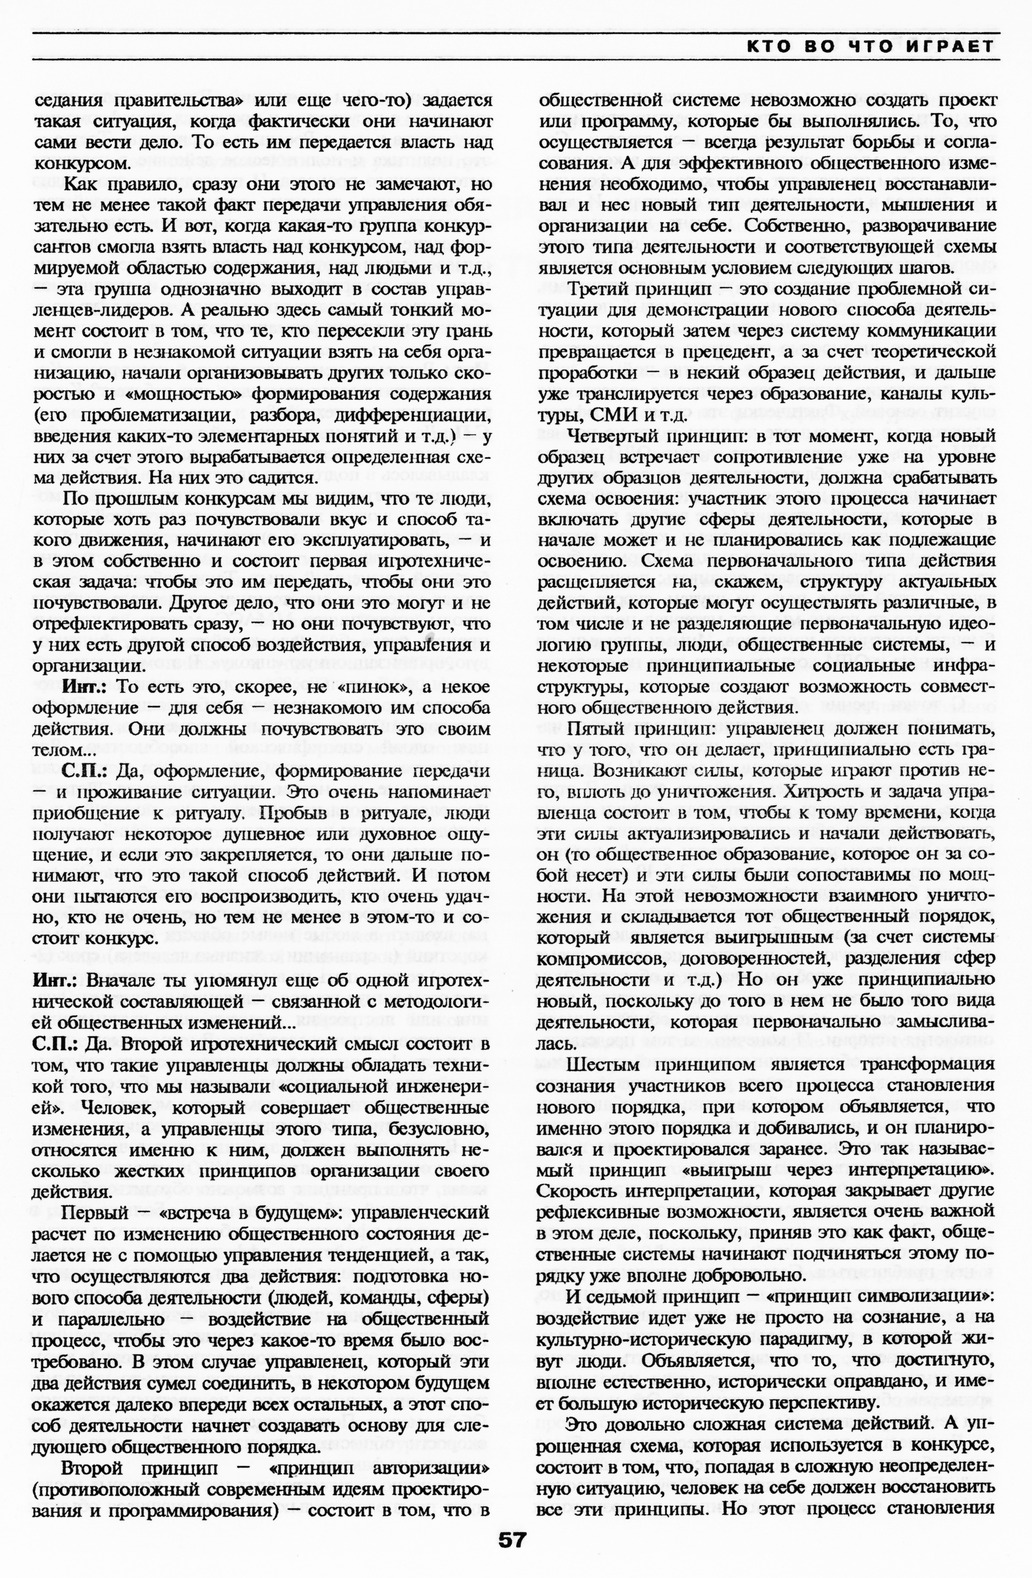 КТО ВО ЧТО ИГРАЕТ
седания правительства» или еще чего-то) задается
такая ситуация, когда фактически они начинают
сами вести дело. То есть им передается власть над
конкурсом.
Как правило, сразу они этого не замечают, но
тем не менее такой факт передачи управления обя-
зательно есть. И вот, когда какая-то группа конкур-
сантов смогла взять власть над конкурсом, над фор-
мируемой областью содержания, над людьми и т.д.,
— эта группа однозначно выходит в состав управ-
ленцев-лидеров. А реально здесь самый тонкий мо-
мент состоит в том, что те, кто пересекли эту грань
и смогли в незнакомой ситуации взять на себя орга-
низацию, начали организовывать других только ско-
ростью и «мощностью» формирования содержания
(его проблематизации, разбора, дифференциации,
введения каких-то элементарных понятий и т.д.) — у
них за счет этого вырабатывается определенная схе-
ма действия. На них это садится.
По прошлым конкурсам мы видим, что те люди,
которые хоть раз почувствовали вкус и способ та-
кого движения, начинают его эксплуатировать, — и
в этом собственно и состоит первая игротехниче-
ская задача: чтобы это им передать, чтобы они это
почувствовали. Другое дело, что они это могут и не
отрефлектировать сразу, — но они почувствуют, что
у них есть другой способ воздействия, управления и
организации.
Инт.: То есть это, скорее, не «пинок», а некое
оформление — для себя — незнакомого им способа
действия. Они должны почувствовать это своим
телом...
С.П.: Да, оформление, формирование передачи
— и проживание ситуации. Это очень напоминает
приобщение к ритуалу. Пробыв в ритуале, люди
получают некоторое душевное или духовное ощу-
щение, и если это закрепляется, то они дальше по-
нимают, что это такой способ действий. И потом
они пытаются его воспроизводить, кто очень удач-
но, кто не очень, но тем не менее в этом-то и со-
стоит конкурс.
Инт.: Вначале ты упомянул еще об одной игротех-
нической составляющей — связанной с методологи-
ей общественных изменений...
С.П.: Да. Второй игротехнический смысл состоит в
том, что такие управленцы должны обладать техни-
кой того, что мы называли «социальной инженери-
ей». Человек, который совершает общественные
изменения, а управленцы этого типа, безусловно,
относятся именно к ним, должен выполнять не-
сколько жестких принципов организации своего
действия.
Первый — «встреча в будущем»: управленческий
расчет по изменению общественного состояния де-
лается не с помощью управления тенденцией, а так,
что осуществляются два действия: подготовка но-
вого способа деятельности (людей, команды, сферы)
и параллельно — воздействие на общественный
процесс, чтобы это через какое-то время было вос-
требовано. В этом случае управленец, который эти
два действия сумел соединить, в некотором будущем
окажется далеко впереди всех остальных, а этот спо-
соб деятельности начнет создавать основу для сле-
дующего общественного порядка.
Второй принцип — «принцип авторизации»
(противоположный современным идеям проектиро-
вания и программирования) — состоит в том, что в
общественной системе невозможно создать проект
или программу, которые бы выполнялись. То, что
осуществляется — всегда результат борьбы и согла-
сования. А для эффективного общественного изме-
нения необходимо, чтобы управленец восстанавли-
вал и нес новый тип деятельности, мышления и
организации на себе. Собственно, разворачивание
этого типа деятельности и соответствующей схемы
является основным условием следующих шагов.
Третий принцип — это создание проблемной си-
туации для демонстрации нового способа деятель-
ности, который затем через систему коммуникации
превращается в прецедент, а за счет теоретической
проработки — в некий образец действия, и дальше
уже транслируется через образование, каналы куль-
туры, СМИ и т.д.
Четвертый принцип: в тот момент, когда новый
образец встречает сопротивление уже на уровне
других образцов деятельности, должна срабатывать
схема освоения: участник этого процесса начинает
включать другие сферы деятельности, которые в
начале может и не планировались как подлежащие
освоению. Схема первоначального типа действия
расщепляется на, скажем, структуру актуальных
действий, которые могут осуществлять различные, в
том числе и не разделяющие первоначальную идео-
логию группы, люди, общественные системы, — и
некоторые принципиальные социальные инфра-
структуры, которые создают возможность совмест-
ного общественного действия.
Пятый принцип: управленец должен понимать,
что у того, что он делает, принципиально есть гра-
ница. Возникают силы, которые играют против не-
го, вплоть до уничтожения. Хитрость и задача упра-
вленца состоит в том, чтобы к тому времени, когда
эти силы актуализировались и начали действовать,
он (то общественное образование, которое он за со-
бой несет) и эти силы были сопоставимы по мощ-
ности. На этой невозможности взаимного уничто-
жения и складывается тот общественный порядок,
который является выигрышным (за счет системы
компромиссов, договоренностей, разделения сфер
деятельности и т.д.) Но он уже принципиально
новый, поскольку до того в нем не было того вида
деятельности, которая первоначально замыслива-
лась.
Шестым принципом является трансформация
сознания участников всего процесса становления
нового порядка, при котором объявляется, что
именно этого порядка и добивались, и он планиро-
вался и проектировался заранее. Это так называе-
мый принцип «выигрыш через интерпретацию».
Скорость интерпретации, которая закрывает другие
рефлексивные возможности, является очень важной
в этом деле, поскольку, приняв это как факт, обще-
ственные системы начинают подчиняться этому по-
рядку уже вполне добровольно.
И седьмой принцип — «принцип символизации»:
воздействие идет уже не просто на сознание, а на
культурно-историческую парадигму, в которой жи-
вут люди. Объявляется, что то, что достигнуто,
вполне естественно, исторически оправдано, и име-
ет большую историческую перспективу.
Это довольно сложная система действий. А уп-
рощенная схема, которая используется в конкурсе,
состоит в том, что, попадая в сложную неопределен-
ную ситуацию, человек на себе должен восстановить
все эти принципы. Но этот процесс становления
57